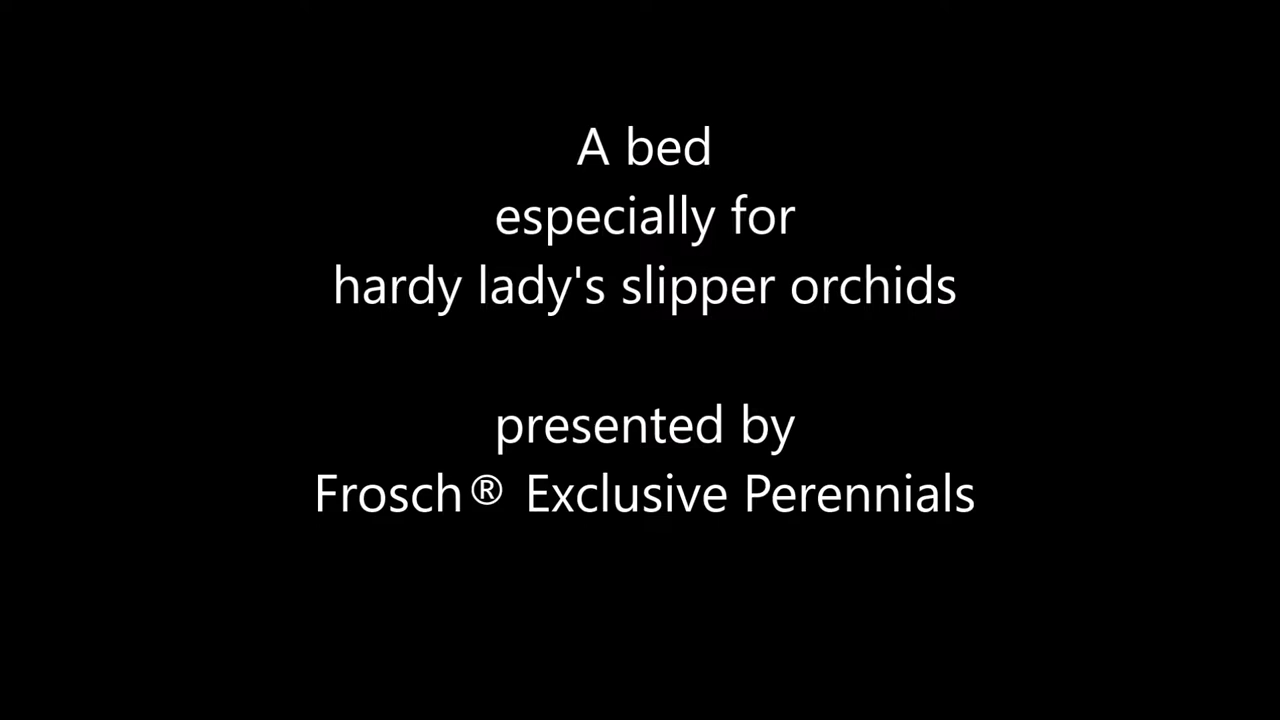 A bed
especially for
hardy lady's slipper orchids
presented by
Frosch® Exclusive Perennials